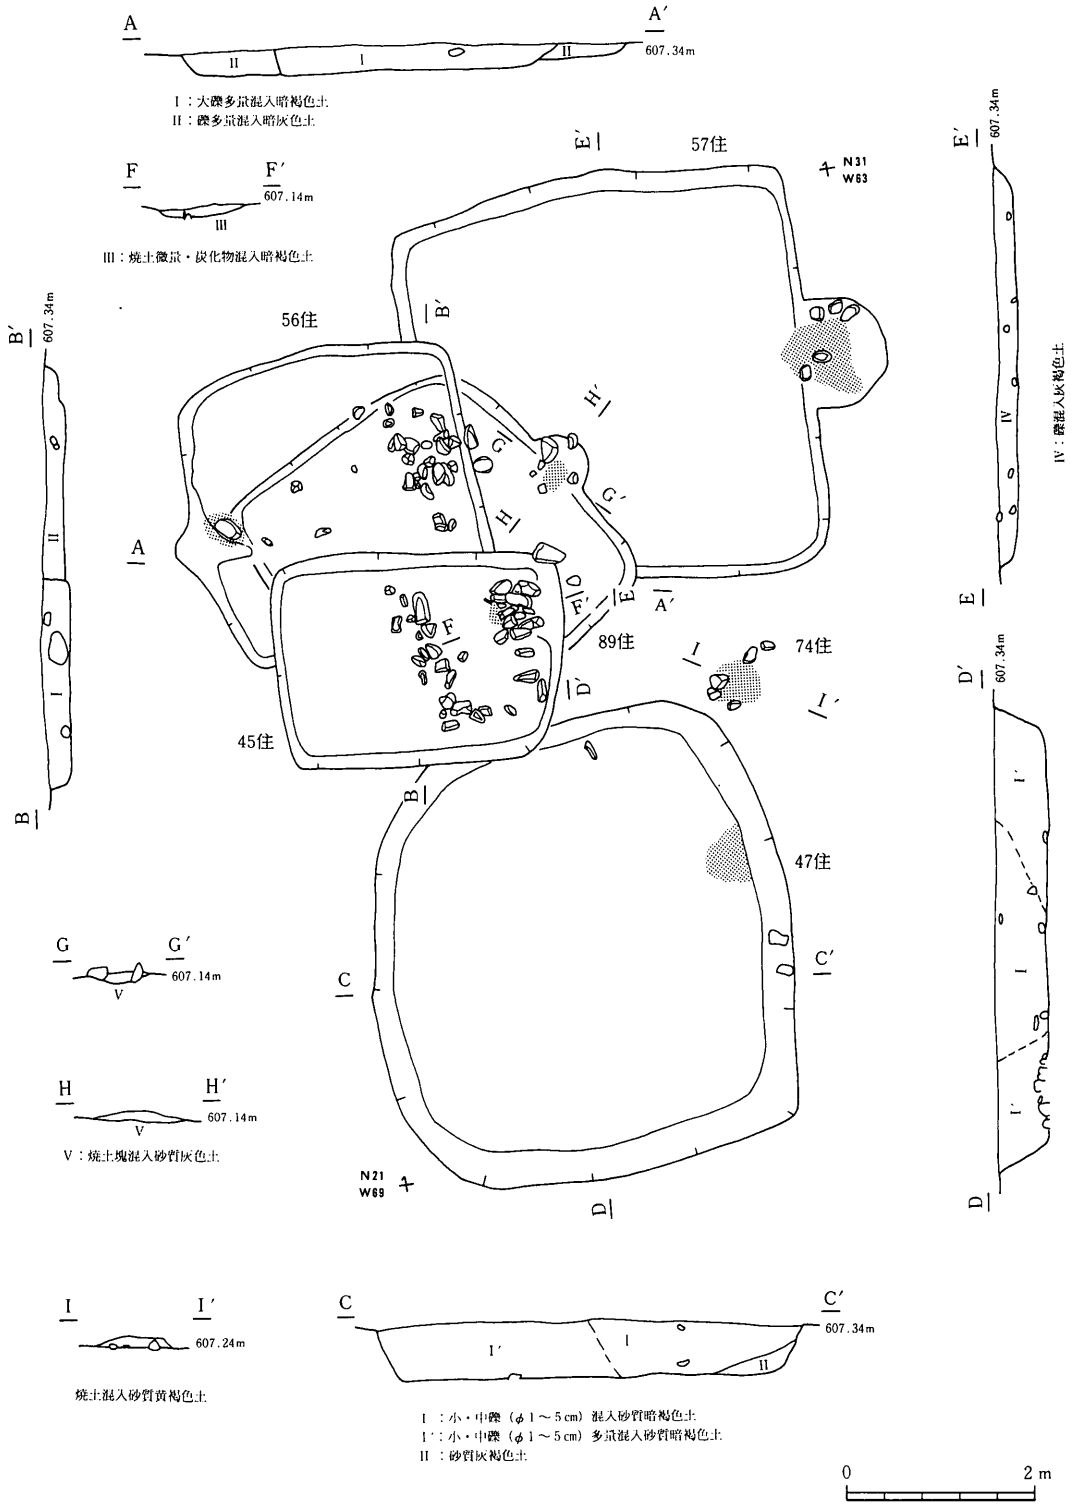 A
A′
607.34m
II
I
II
I：大礫多量混入暗褐色土
II：礫多量混入暗灰色土
E′
57住
N31
W63
E′
607.34m
F
F′
607.14m
III
III：焼土微量・炭化物混入暗褐色土
B′
607.34m
56住
B′
H′
G
G′
IV
IV：礫混入灰褐色土
A
H
II
F′
E
A′
E
F
89住
I
74住
D′
607.34m
I
D′
I′
45住
I′
B
B
47住
G
G′
607.14m
V
C
C′
I
H
H′
607.14m
V
I′
V：焼土塊混入砂質灰色土
N21
W69
D
D
I
I′
607.24m
C
C′
607.34m
I′
I
II
焼土混入砂質黄褐色土
I：小・中礫（φ1～5cm）混入砂質暗褐色土
I′：小・中礫（φ1～5cm）多量混入砂質暗褐色土
II：砂質灰褐色土
0
2 m